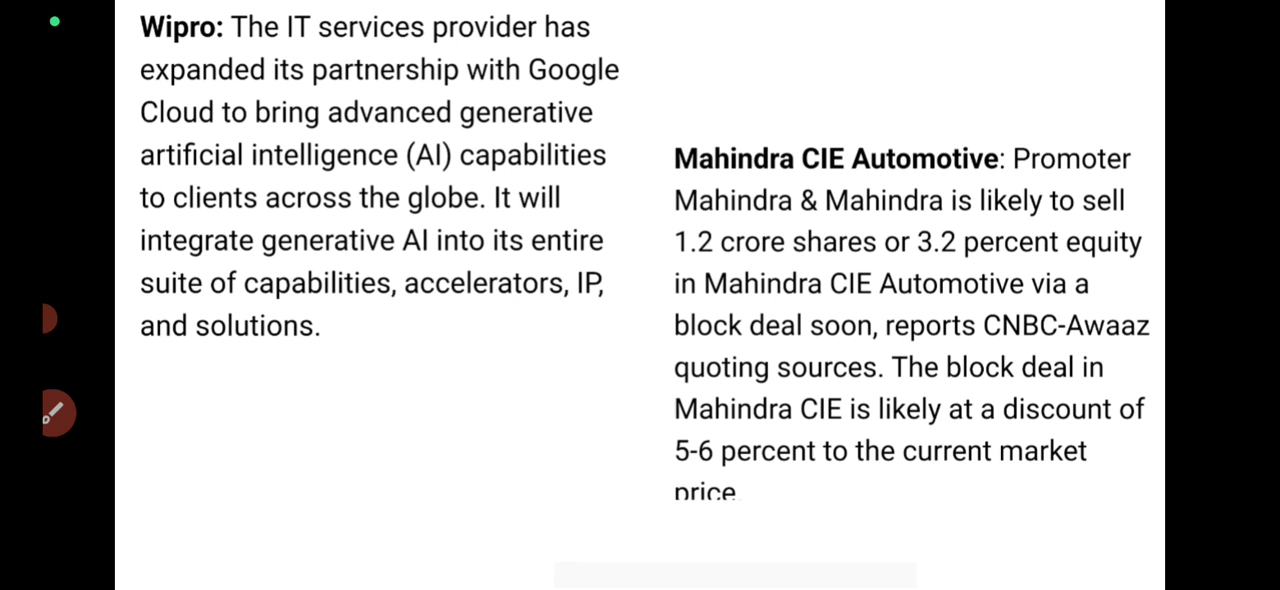 Wipro: The IT services provider has
expanded its partnership with Google
Cloud to bring advanced generative
artificial intelligence (AI) capabilities
to clients across the globe. It will
integrate generative AI into its entire
suite of capabilities, accelerators, IP,
and solutions.
Mahindra CIE Automotive: Promoter
Mahindra & Mahindra is likely to sell
1.2 crore shares or 3.2 percent equity
in Mahindra CIE Automotive via a
block deal soon, reports CNBC-Awaaz
quoting sources. The block deal in
Mahindra CIE is likely at a discount of
5-6 percent to the current market
price